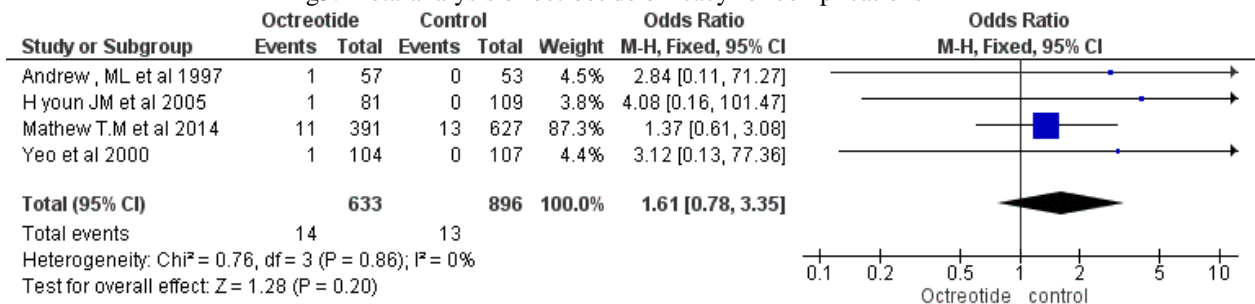 Octreotide Control Odds Ratio Odds Ratio
Study or Subgroup Events Total Events Total Weight M-H, Fixed, 95% CI M-H, Fixed, 95% CI
Andrew , ML et al 1997 1 57 0 53 4.5% 2.84 [0.11, 71.27]
H youn JM et al 2005 1 81 0 109 3.8% 4.08 [0.16, 101.47]
Mathew T.M et al 2014 11 391 13 627 87.3% 1.37 [0.61, 3.08]
Yeo et al 2000 1 104 0 107 4.4% 3.12 [0.13, 77.36]
Total (95% CI) 633 896 100.0% 1.61 [0.78, 3.35]
Total events 14 13
Heterogeneity: Chi² = 0.76, df = 3 (P = 0.86); I² = 0%
Test for overall effect: Z = 1.28 (P = 0.20)
0.1 0.2 0.5 1 2 5 10
Octreotide control